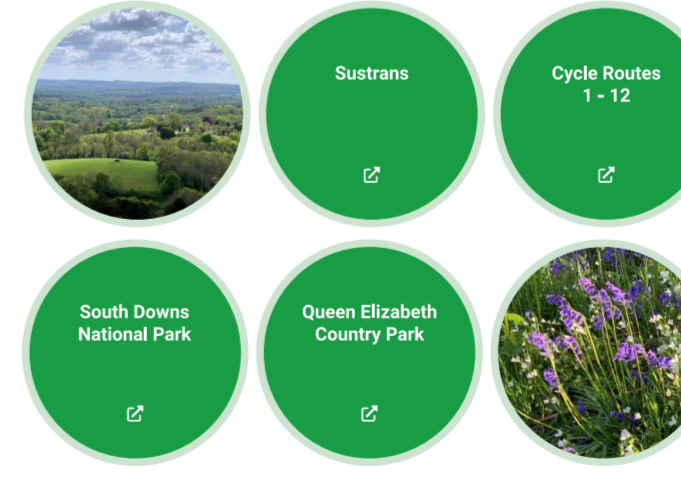 Sustrans
Cycle Routes
1 - 12
South Downs
National Park
Queen Elizabeth
Country Park